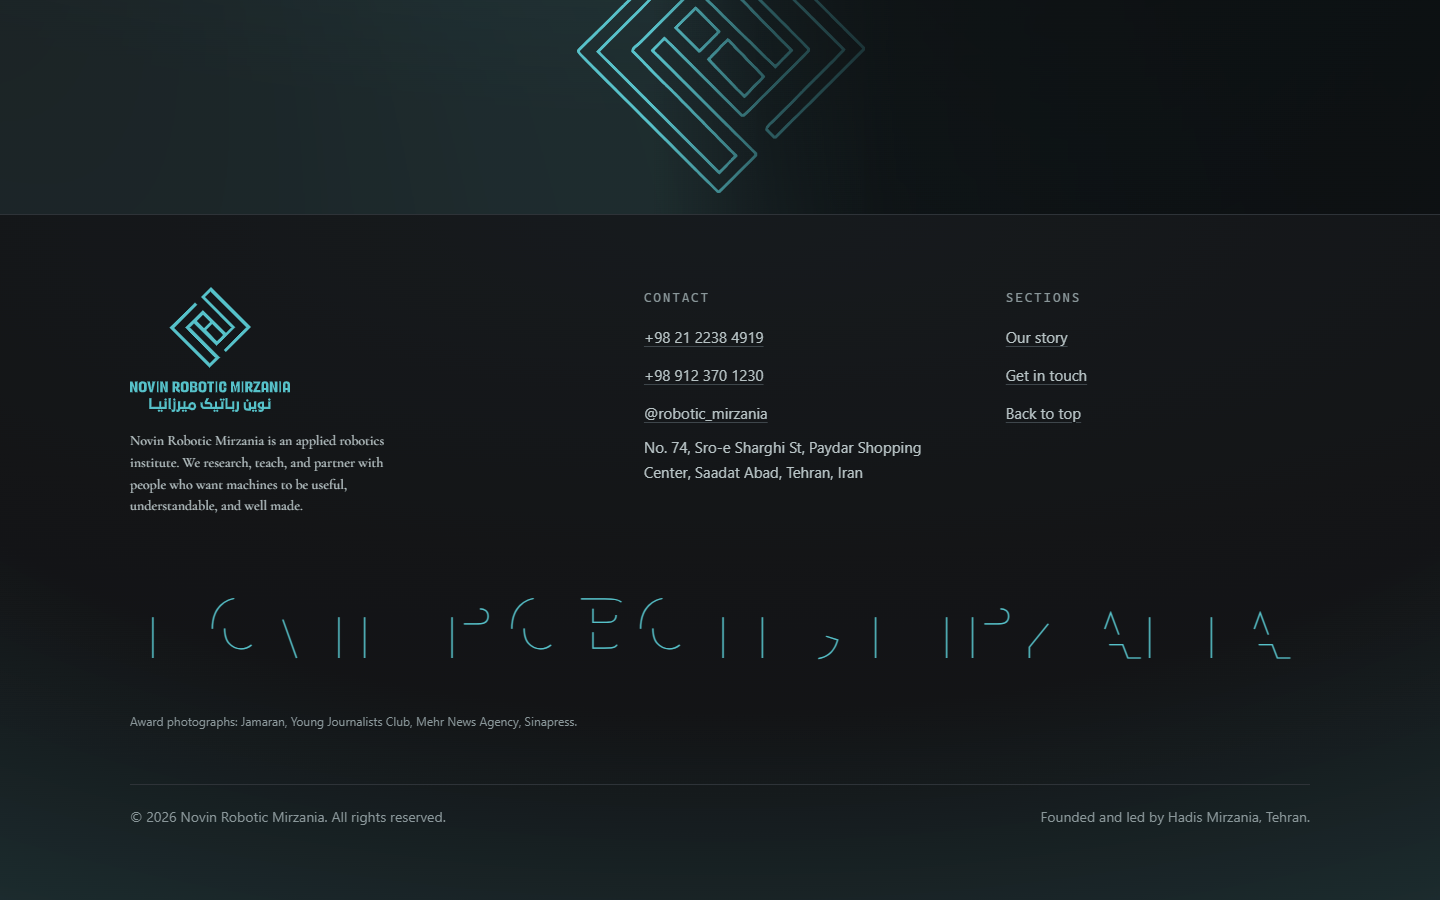 NOVIN ROBOTIC MIRZANIA
نوین رباتیک میرزانیا
Novin Robotic Mirzania is an applied robotics
institute. We research, teach, and partner with
people who want machines to be useful,
understandable, and well made.
CONTACT
+98 21 2238 4919
+98 912 370 1230
@robotic_mirzania
No. 74, Sro-e Sharghi St, Paydar Shopping
Center, Saadat Abad, Tehran, Iran
SECTIONS
Our story
Get in touch
Back to top
Award photographs: Jamaran, Young Journalists Club, Mehr News Agency, Sinapress.
© 2026 Novin Robotic Mirzania. All rights reserved.
Founded and led by Hadis Mirzania, Tehran.